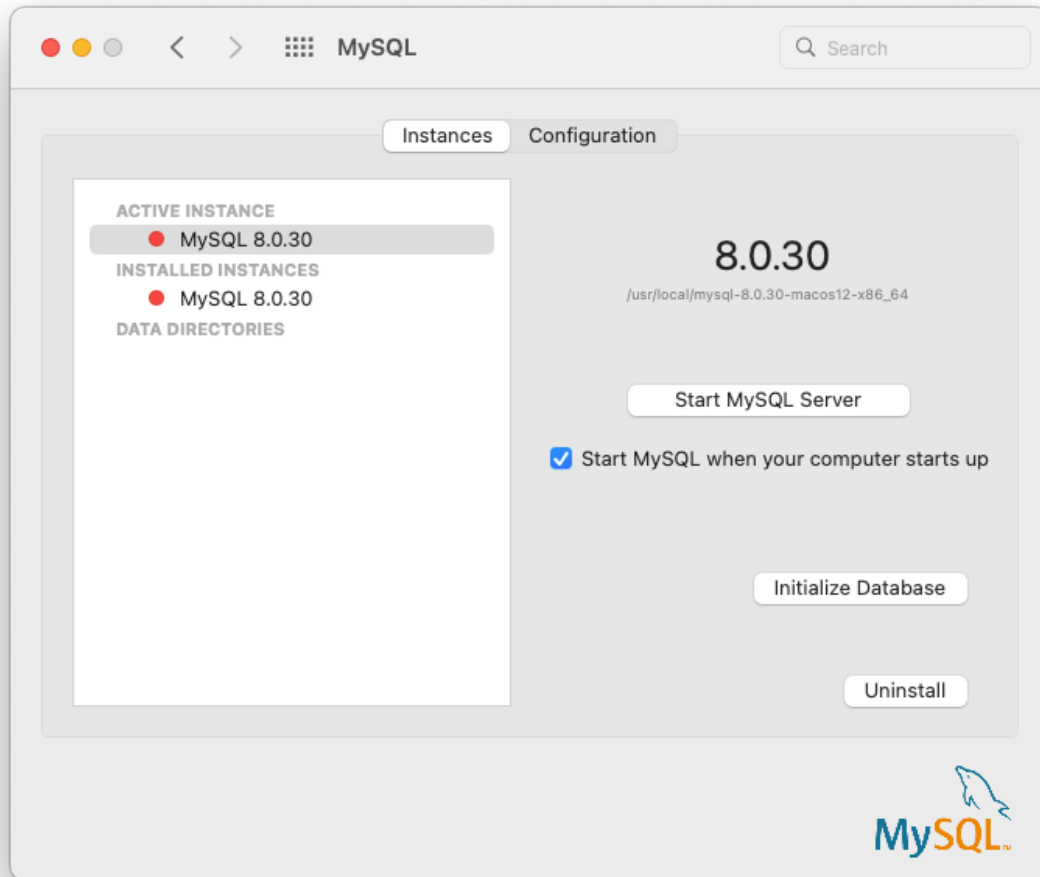 MySQL
Search
Instances
Configuration
ACTIVE INSTANCE
MySQL 8.0.30
INSTALLED INSTANCES
MySQL 8.0.30
DATA DIRECTORIES
8.0.30
/usr/local/mysql-8.0.30-macos12-x86_64
Start MySQL Server
Start MySQL when your computer starts up
Initialize Database
Uninstall
MySQL™